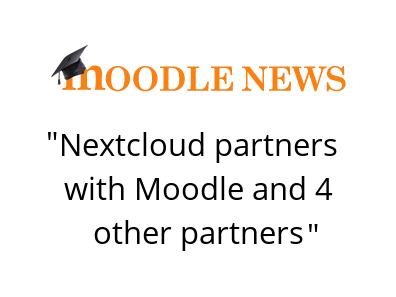 moodle news
"Nextcloud partners
with Moodle and 4
other partners"